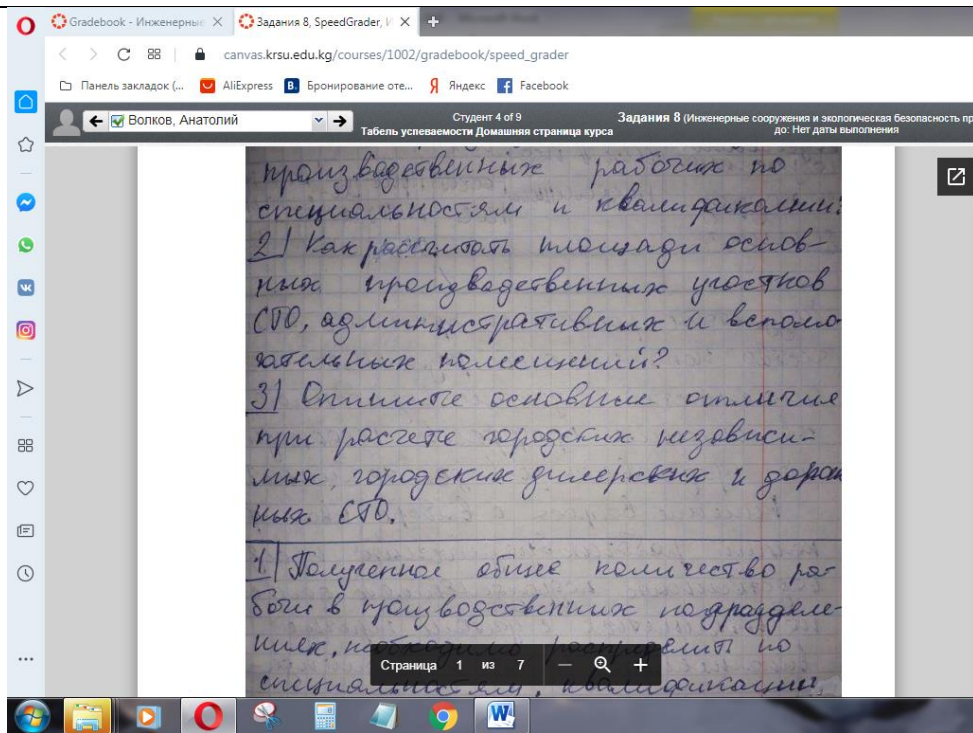 Gradebook - Инженерные
Задания 8, SpeedGrader, И
canvas.krsu.edu.kg/courses/1002/gradebook/speed_grader
Панель закладок (...
AliExpress
B. Бронирование оте...
Я Яндекс
Facebook
Волков, Анатолий
Студент 4 of 9
Табель успеваемости Домашняя страница курса
Задания 8 (Инженерные сооружения и экологическая безопасность пр
до: Нет даты выполнения
производственных рабочих по
специальностям и квалификации?
2) Как рассчитать площади основ-
ных производственных участков
СТО, административных и вспомо
гательных помещений?
3) Опишите основные отличия
при расчете городских независи-
мых, городских дилерских и дорож
ных СТО.
1) Полученное общее количество ра-
бочи в производственных подразделе-
ниях, необходимо распределить по
специальностям, квалификации,
Страница 1 из 7